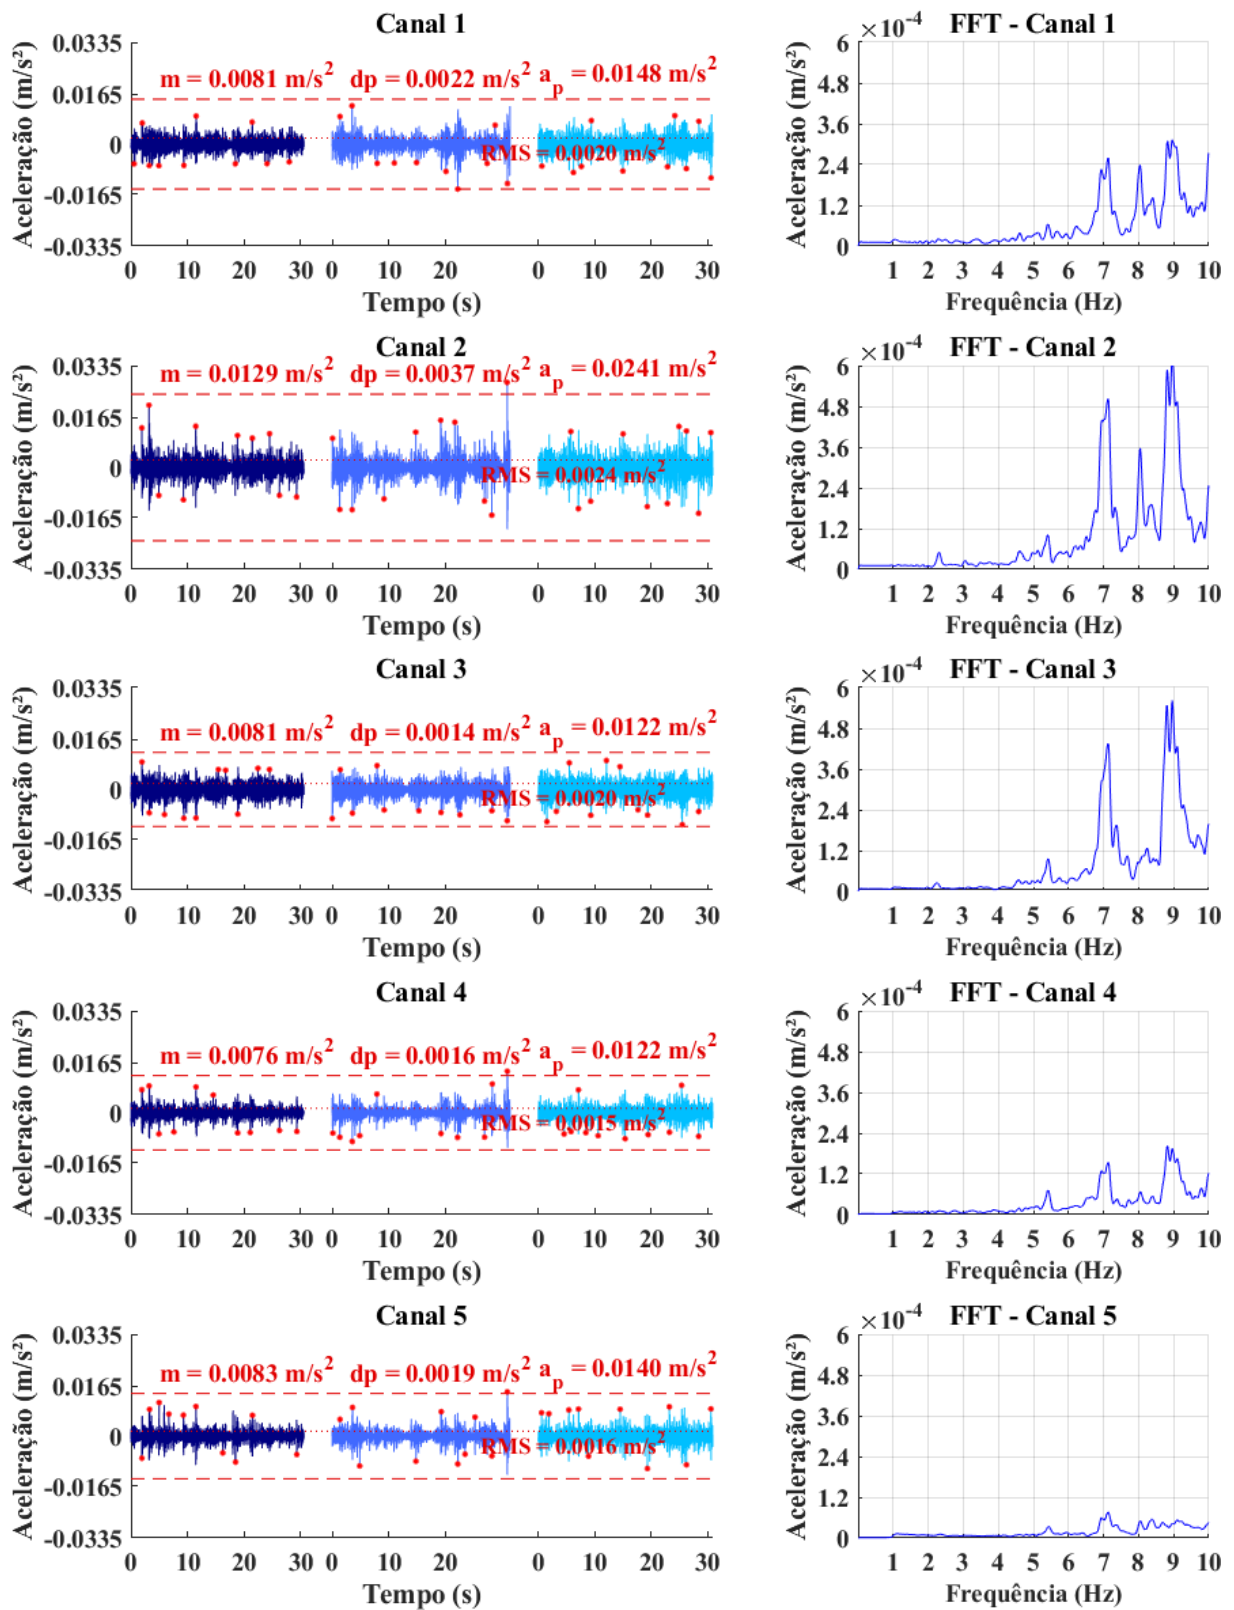 Canal 1
Aceleração (m/s²)
0.0335
0.0165
0
-0.0165
-0.0335
m = 0.0081 m/s² dp = 0.0022 m/s² a_p = 0.0148 m/s²
RMS = 0.0020 m/s²
0 10 20 30 0 10 20 0 10 20 30
Tempo (s)
×10⁻⁴ FFT - Canal 1
Aceleração (m/s²)
6
4.8
3.6
2.4
1.2
0
1 2 3 4 5 6 7 8 9 10
Frequência (Hz)
Canal 2
Aceleração (m/s²)
0.0335
0.0165
0
-0.0165
-0.0335
m = 0.0129 m/s² dp = 0.0037 m/s² a_p = 0.0241 m/s²
RMS = 0.0024 m/s²
0 10 20 30 0 10 20 0 10 20 30
Tempo (s)
×10⁻⁴ FFT - Canal 2
Aceleração (m/s²)
6
4.8
3.6
2.4
1.2
0
1 2 3 4 5 6 7 8 9 10
Frequência (Hz)
Canal 3
Aceleração (m/s²)
0.0335
0.0165
0
-0.0165
-0.0335
m = 0.0081 m/s² dp = 0.0014 m/s² a_p = 0.0122 m/s²
RMS = 0.0020 m/s²
0 10 20 30 0 10 20 0 10 20 30
Tempo (s)
×10⁻⁴ FFT - Canal 3
Aceleração (m/s²)
6
4.8
3.6
2.4
1.2
0
1 2 3 4 5 6 7 8 9 10
Frequência (Hz)
Canal 4
Aceleração (m/s²)
0.0335
0.0165
0
-0.0165
-0.0335
m = 0.0076 m/s² dp = 0.0016 m/s² a_p = 0.0122 m/s²
RMS = 0.0015 m/s²
0 10 20 30 0 10 20 0 10 20 30
Tempo (s)
×10⁻⁴ FFT - Canal 4
Aceleração (m/s²)
6
4.8
3.6
2.4
1.2
0
1 2 3 4 5 6 7 8 9 10
Frequência (Hz)
Canal 5
Aceleração (m/s²)
0.0335
0.0165
0
-0.0165
-0.0335
m = 0.0083 m/s² dp = 0.0019 m/s² a_p = 0.0140 m/s²
RMS = 0.0016 m/s²
0 10 20 30 0 10 20 0 10 20 30
Tempo (s)
×10⁻⁴ FFT - Canal 5
Aceleração (m/s²)
6
4.8
3.6
2.4
1.2
0
1 2 3 4 5 6 7 8 9 10
Frequência (Hz)